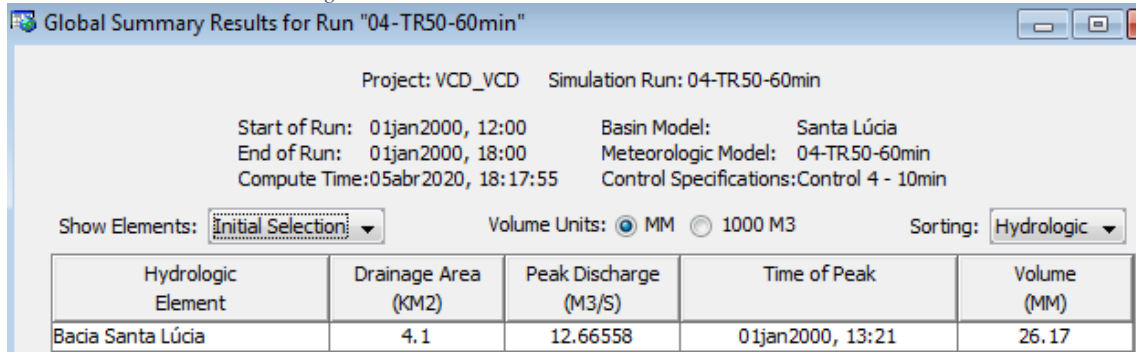 Global Summary Results for Run "04-TR50-60min"
Project: VCD_VCD Simulation Run: 04-TR50-60min
Start of Run: 01jan2000, 12:00 Basin Model: Santa Lúcia
End of Run: 01jan2000, 18:00 Meteorologic Model: 04-TR50-60min
Compute Time:05abr2020, 18:17:55 Control Specifications:Control 4 - 10min
Show Elements: Initial Selection Volume Units: MM 1000 M3 Sorting: Hydrologic
Hydrologic Drainage Area Peak Discharge Time of Peak Volume
Element (KM2) (M3/S) (MM)
Bacia Santa Lúcia 4.1 12.66558 01jan2000, 13:21 26.17